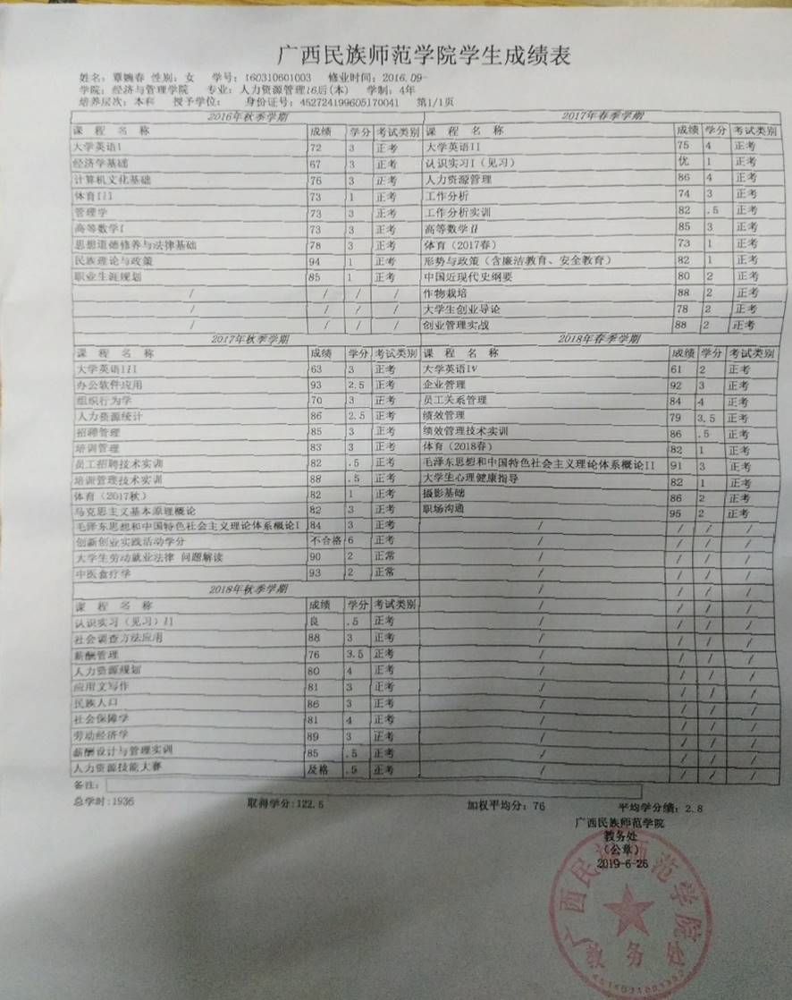 广西民族师范学院学生成绩表
姓名: 覃婉春 性别: 女 学号: 160310601003 修业时间: 2016.09-
学院: 经济与管理学院 专业: 人力资源管理16后(本) 学制: 4年
培养层次: 本科 授予学位: 身份证号: 452724199605170041 第1/1页
2016年秋季学期 2017年春季学期
课 程 名 称 成绩 学分 考试类别 课 程 名 称 成绩 学分 考试类别
大学英语I 72 3 正考 大学英语II 75 4 正考
经济学基础 67 3 正考 认识实习I（见习） 优 1 正考
计算机文化基础 76 3 正考 人力资源管理 86 4 正考
体育III 73 1 正考 工作分析 74 3 正考
管理学 73 3 正考 工作分析实训 82 .5 正考
高等数学I 73 3 正考 高等数学II 85 3 正考
思想道德修养与法律基础 78 3 正考 体育（2017春） 73 1 正考
民族理论与政策 94 1 正考 形势与政策（含廉洁教育、安全教育） 82 1 正考
职业生涯规划 85 1 正考 中国近现代史纲要 80 2 正考
/ / / / 作物栽培 88 2 正考
/ / / / 大学生创业导论 78 2 正考
/ / / / 创业管理实战 88 2 正考
2017年秋季学期 2018年春季学期
课 程 名 称 成绩 学分 考试类别 课 程 名 称 成绩 学分 考试类别
大学英语III 63 3 正考 大学英语IV 61 2 正考
办公软件应用 93 2.5 正考 企业管理 92 3 正考
组织行为学 70 3 正考 员工关系管理 84 4 正考
人力资源统计 86 2.5 正考 绩效管理 79 3.5 正考
招聘管理 85 3 正考 绩效管理技术实训 86 .5 正考
培训管理 83 3 正考 体育（2018春） 82 1 正考
员工招聘技术实训 82 .5 正考 毛泽东思想和中国特色社会主义理论体系概论II 91 3 正考
培训管理技术实训 88 .5 正考 大学生心理健康指导 82 1 正考
体育（2017秋） 82 1 正考 摄影基础 86 2 正考
马克思主义基本原理概论 82 3 正考 职场沟通 95 2 正考
毛泽东思想和中国特色社会主义理论体系概论I 84 3 正考 / / / /
创新创业实践活动学分 不合格 6 正考 / / / /
大学生劳动就业法律 问题解读 90 2 正常 / / / /
中医食疗学 93 2 正常 / / / /
2018年秋季学期 / / / /
课 程 名 称 成绩 学分 考试类别 / / / /
认识实习（见习）II 良 .5 正考 / / / /
社会调查方法应用 88 3 正考 / / / /
薪酬管理 76 3.5 正考 / / / /
人力资源规划 80 4 正考 / / / /
应用文写作 81 3 正考 / / / /
民族人口 86 3 正考 / / / /
社会保障学 81 4 正考 / / / /
劳动经济学 89 3 正考 / / / /
薪酬设计与管理实训 85 .5 正考 / / / /
人力资源技能大赛 及格 .5 正考 / / / /
备注:
总学时:1936 取得学分:122.5 加权平均分: 76 平均学分绩: 2.8
广西民族师范学院
教务处
(公章)
2019-6-26
广西民族师范学院
教务处